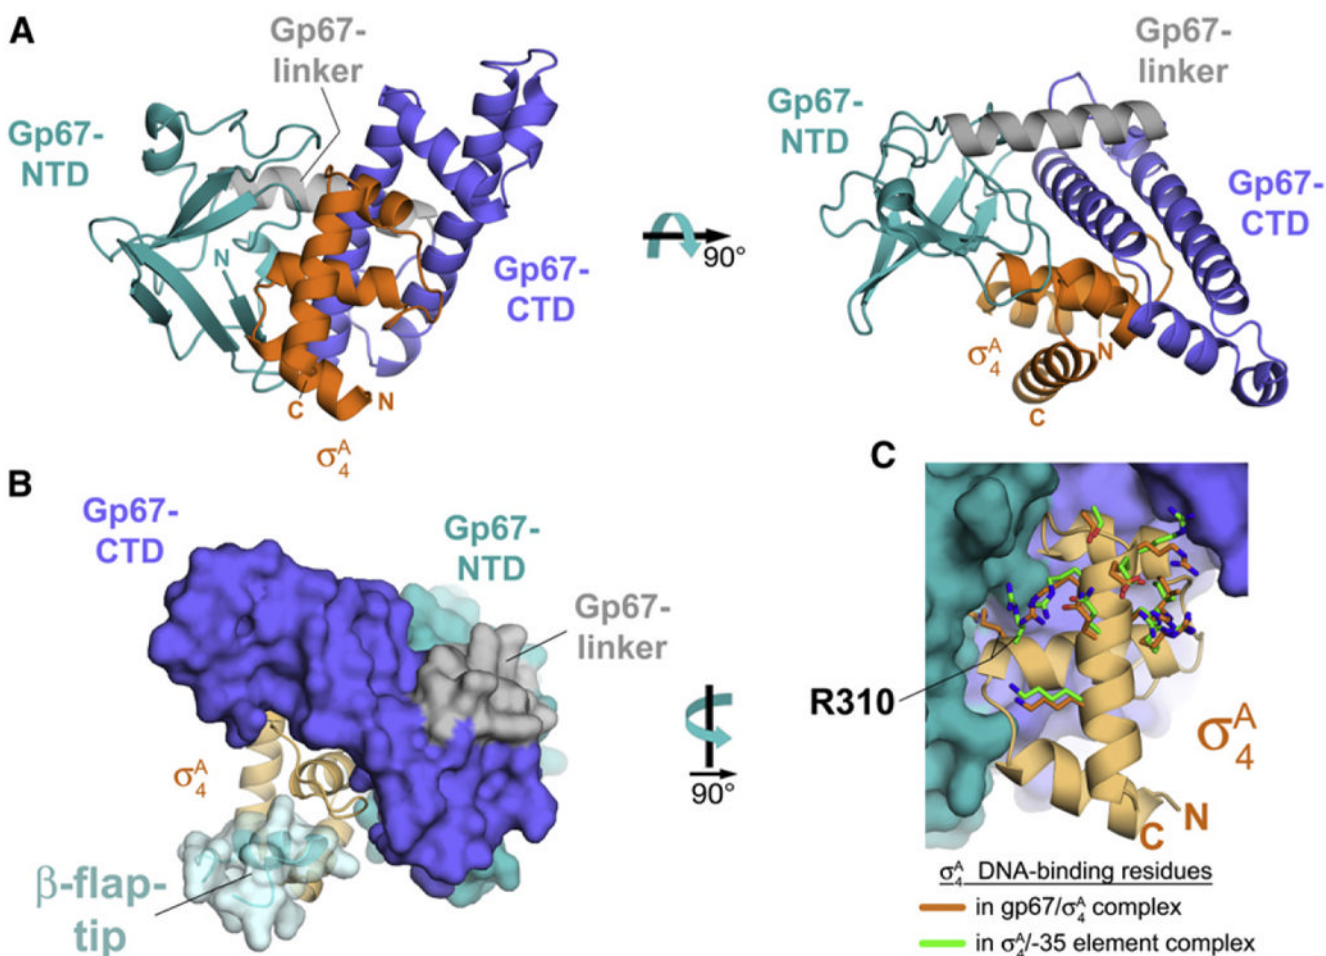 A
Gp67-
linker
Gp67-
NTD
N
Gp67-
CTD
C
N
σ₄ᴬ
90°
Gp67-
linker
Gp67-
NTD
Gp67-
CTD
σ₄ᴬ
N
C
B
Gp67-
CTD
Gp67-
NTD
Gp67-
linker
σ₄ᴬ
β-flap-
tip
90°
C
R310
σ₄ᴬ
N
C
σ₄ᴬ DNA-binding residues
in gp67/σ₄ᴬ complex
in σ₄ᴬ/-35 element complex